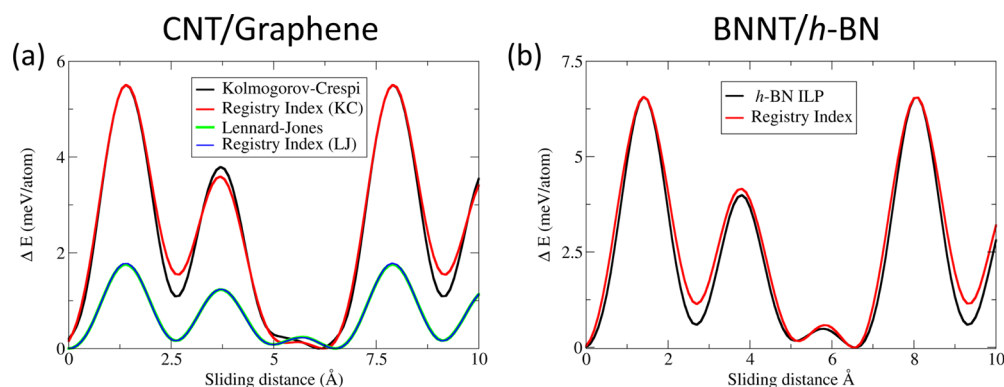 CNT/Graphene
(a)
6
4
2
0
Δ E (meV/atom)
Kolmogorov-Crespi
Registry Index (KC)
Lennard-Jones
Registry Index (LJ)
0
2.5
5
7.5
10
Sliding distance (Å)
BNNT/h-BN
(b)
7.5
5
2.5
0
Δ E (meV/atom)
h-BN ILP
Registry Index
0
2
4
6
8
10
Sliding distance Å